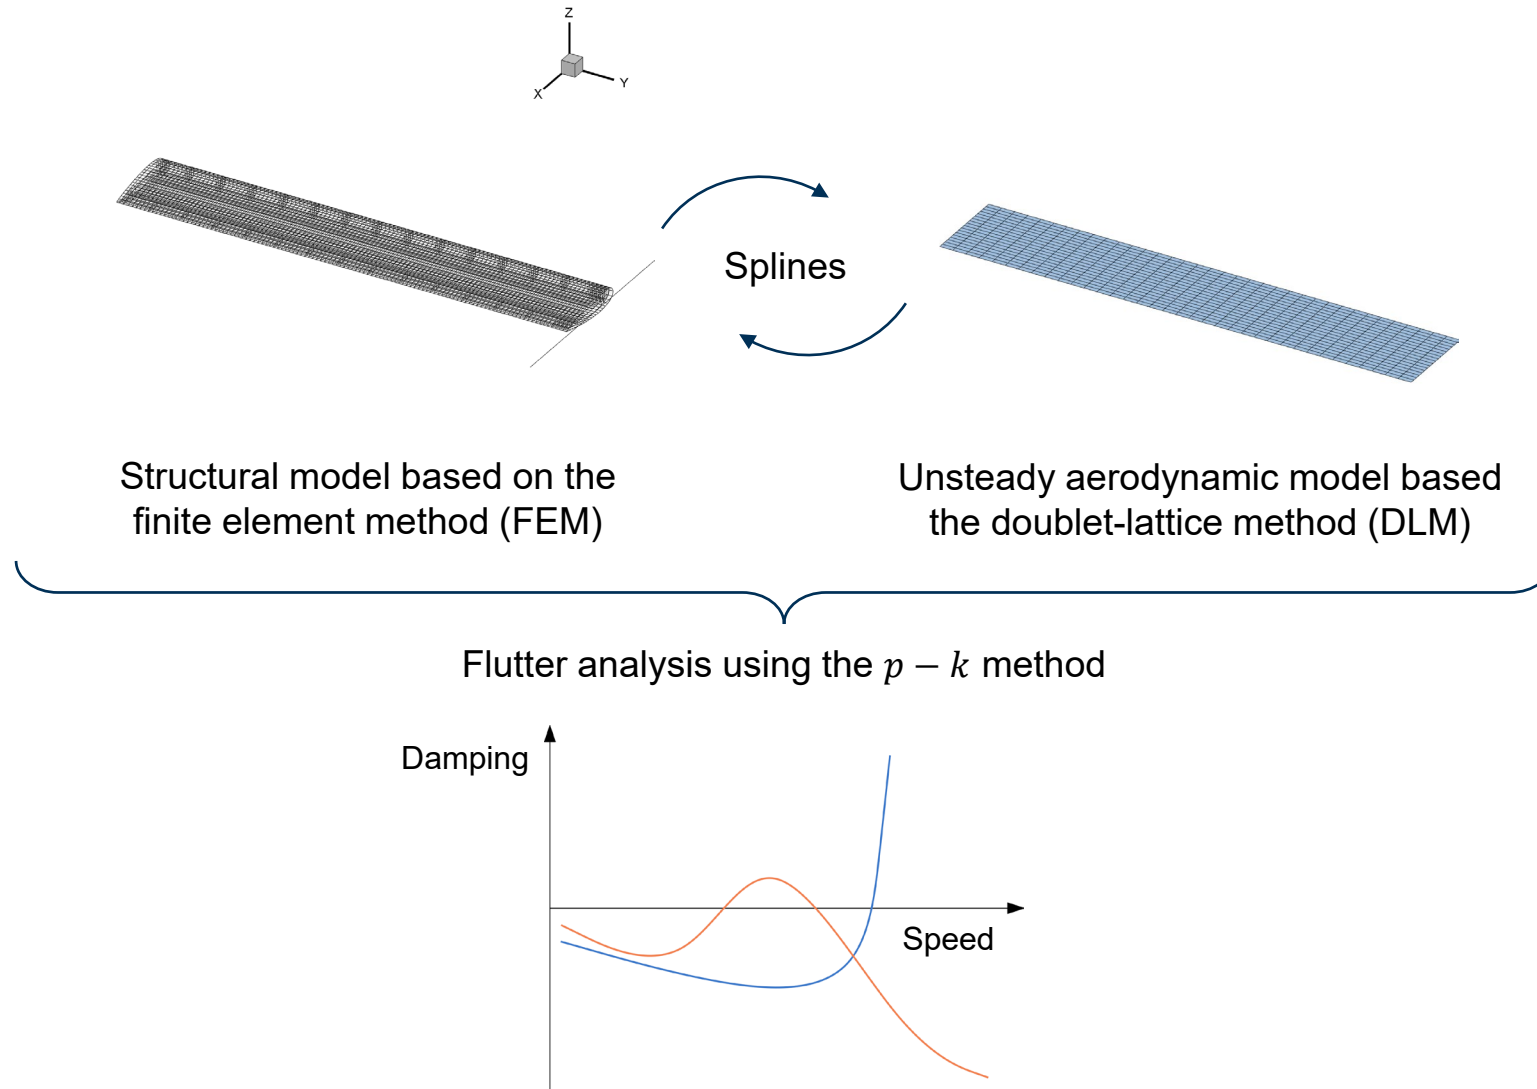 Z
X
Y
Splines
Structural model based on the
finite element method (FEM)
Unsteady aerodynamic model based
the doublet-lattice method (DLM)
Flutter analysis using the p − k method
Damping
Speed